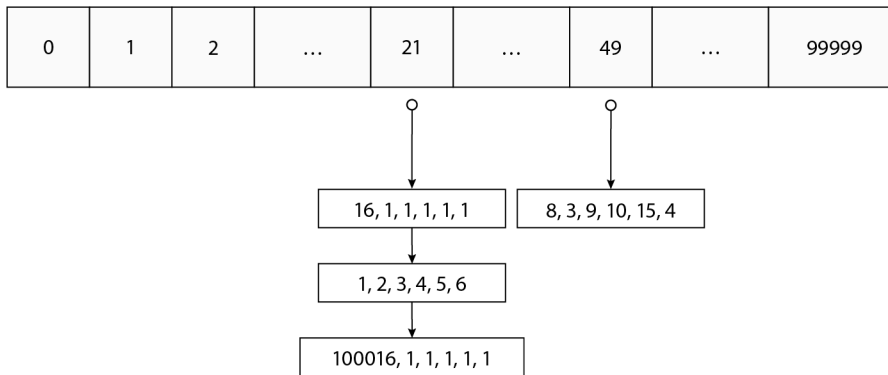 0 1 2 ... 21 ... 49 ... 99999
16, 1, 1, 1, 1, 1 8, 3, 9, 10, 15, 4
1, 2, 3, 4, 5, 6
100016, 1, 1, 1, 1, 1